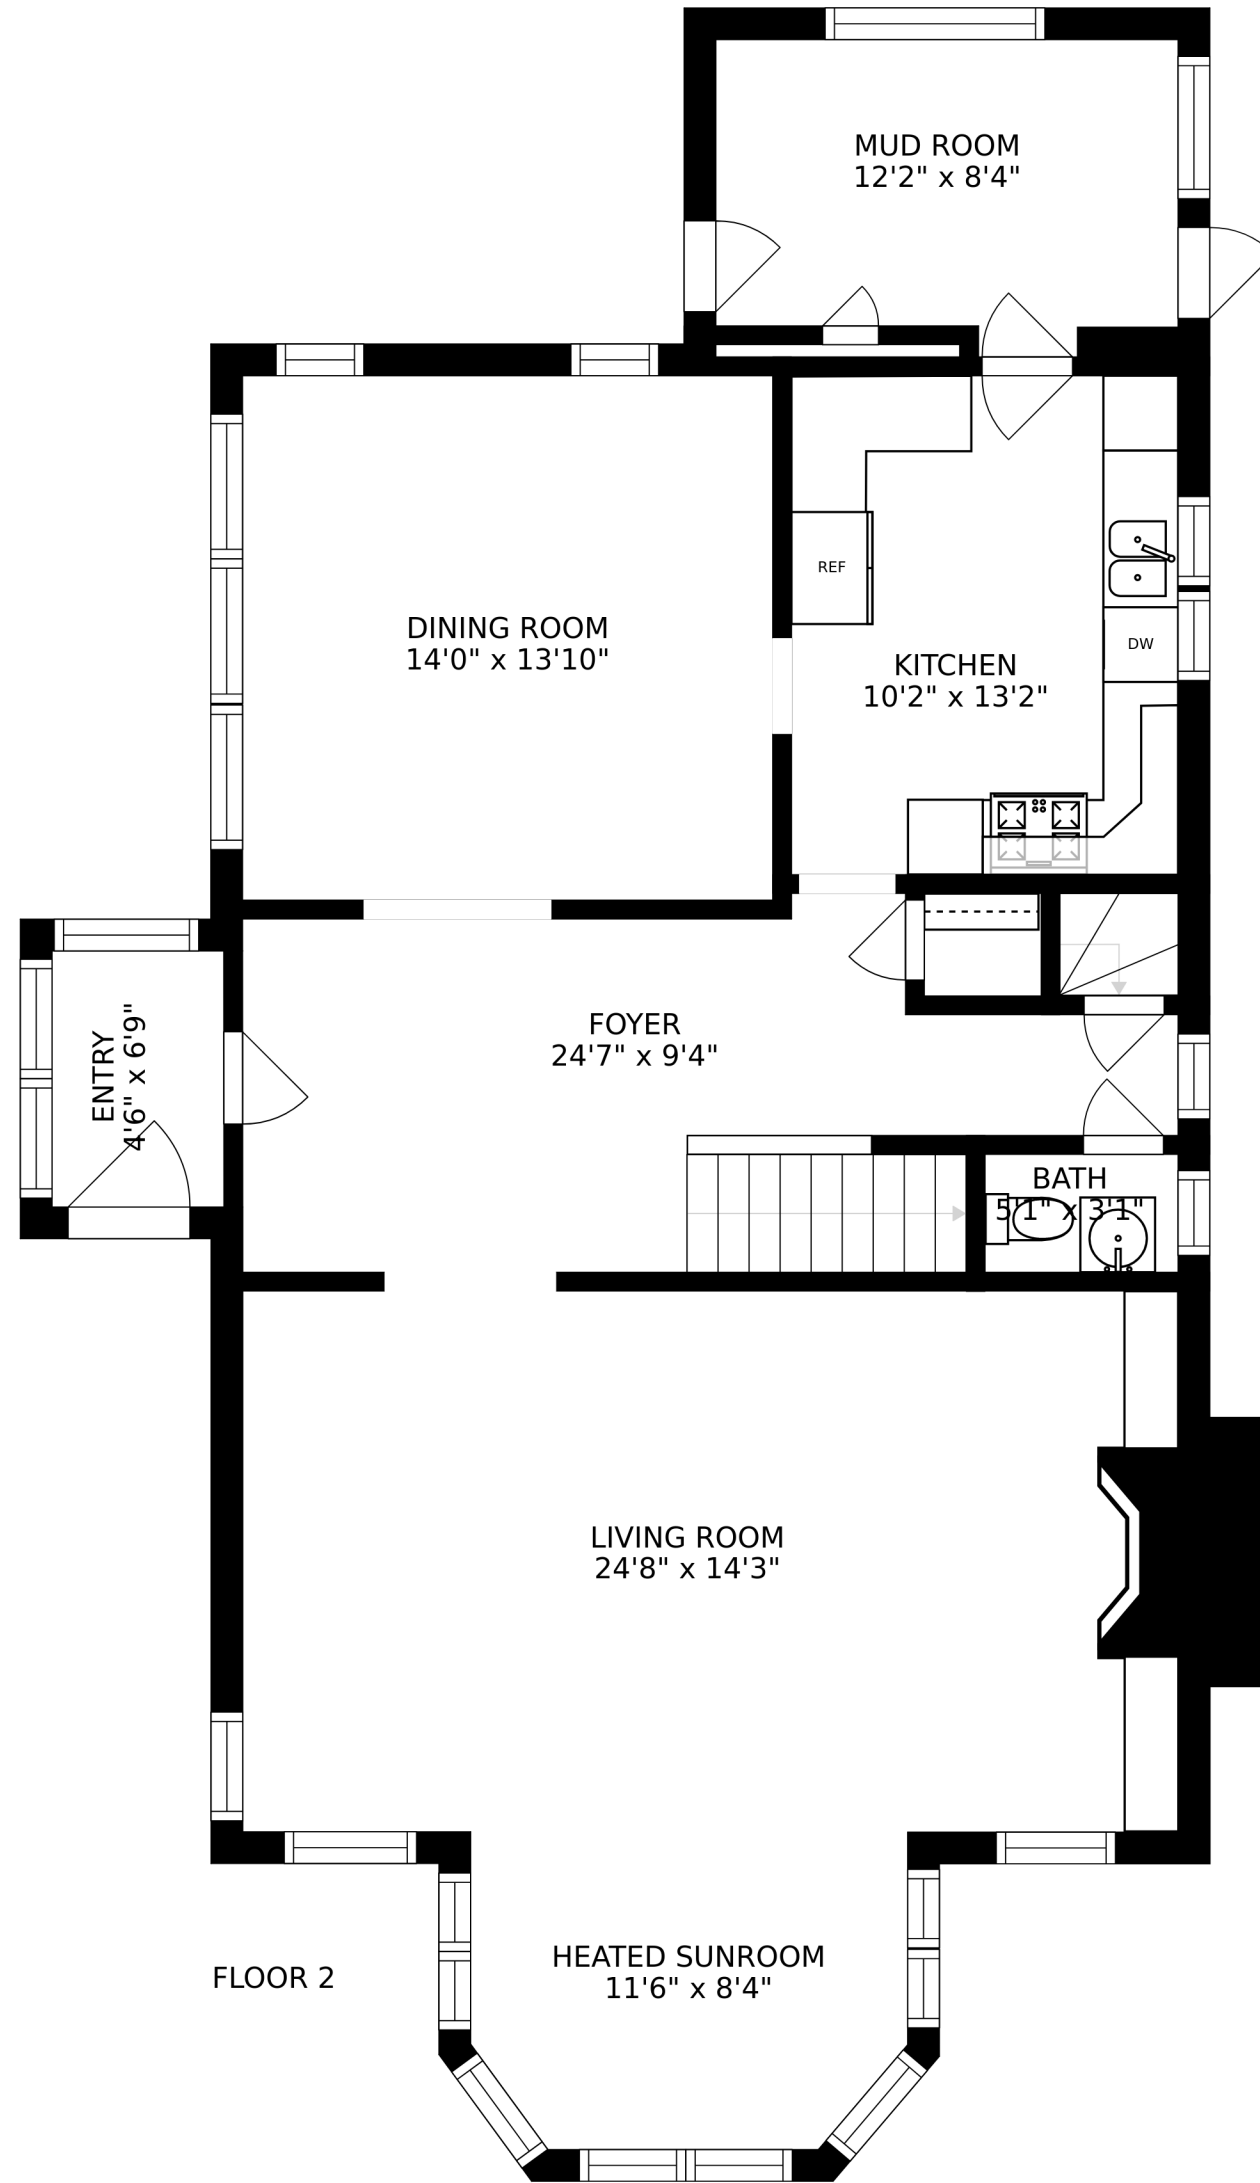 MUD ROOM
12'2" x 8'4"
REF
DINING ROOM
14'0" x 13'10"
DW
KITCHEN
10'2" x 13'2"
ENTRY
4'6" x 6'9"
FOYER
24'7" x 9'4"
BATH
5'1" x 3'1"
LIVING ROOM
24'8" x 14'3"
HEATED SUNROOM
11'6" x 8'4"
FLOOR 2